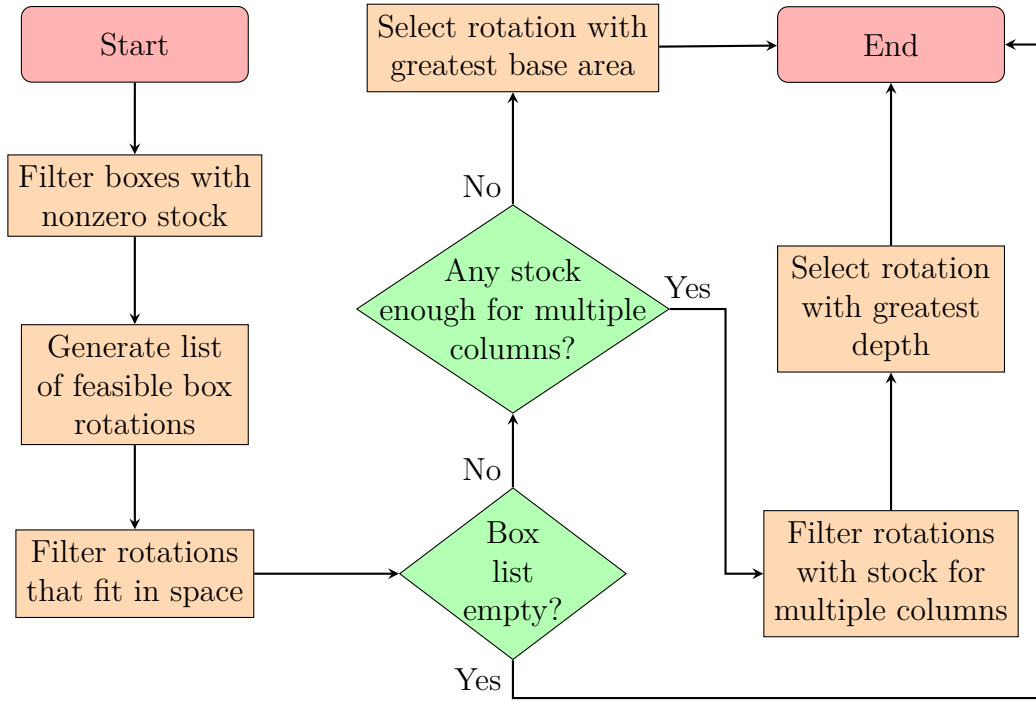 Start
Filter boxes with
nonzero stock
Generate list
of feasible box
rotations
Filter rotations
that fit in space
Box
list
empty?
No
Yes
Any stock
enough for multiple
columns?
No
Yes
Select rotation with
greatest base area
Filter rotations
with stock for
multiple columns
Select rotation
with greatest
depth
End